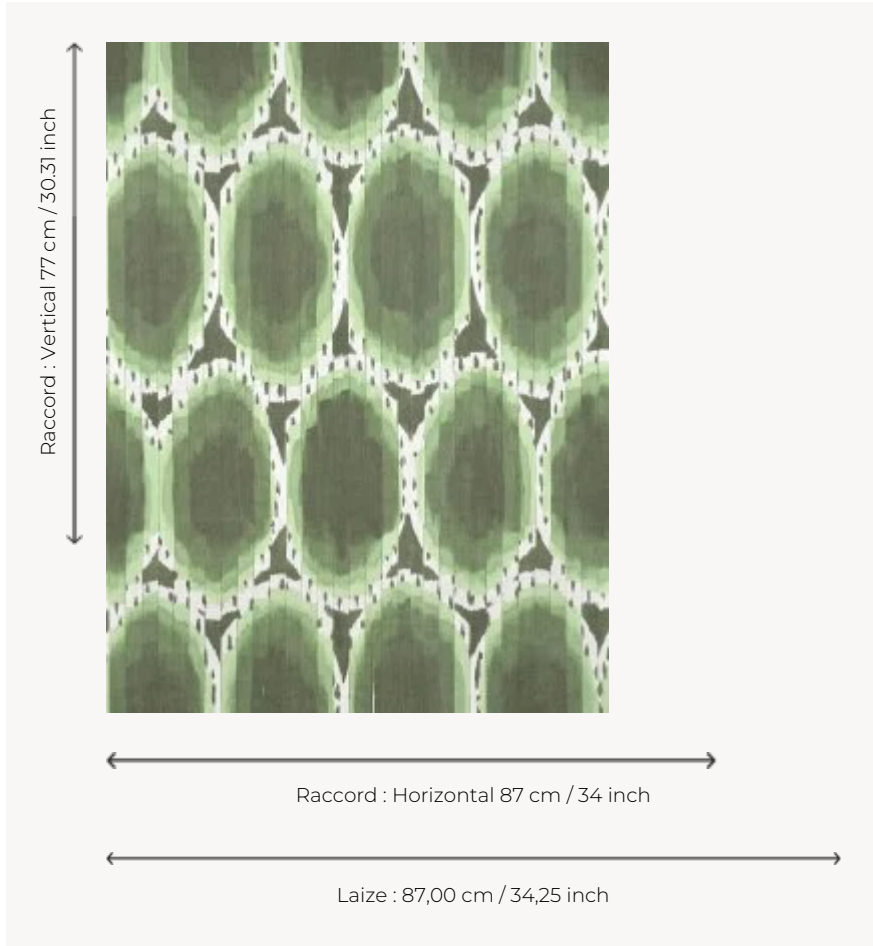 Raccord : Vertical 77 cm / 30.31 inch
Raccord : Horizontal 87 cm / 34 inch
Laize : 87,00 cm / 34,25 inch